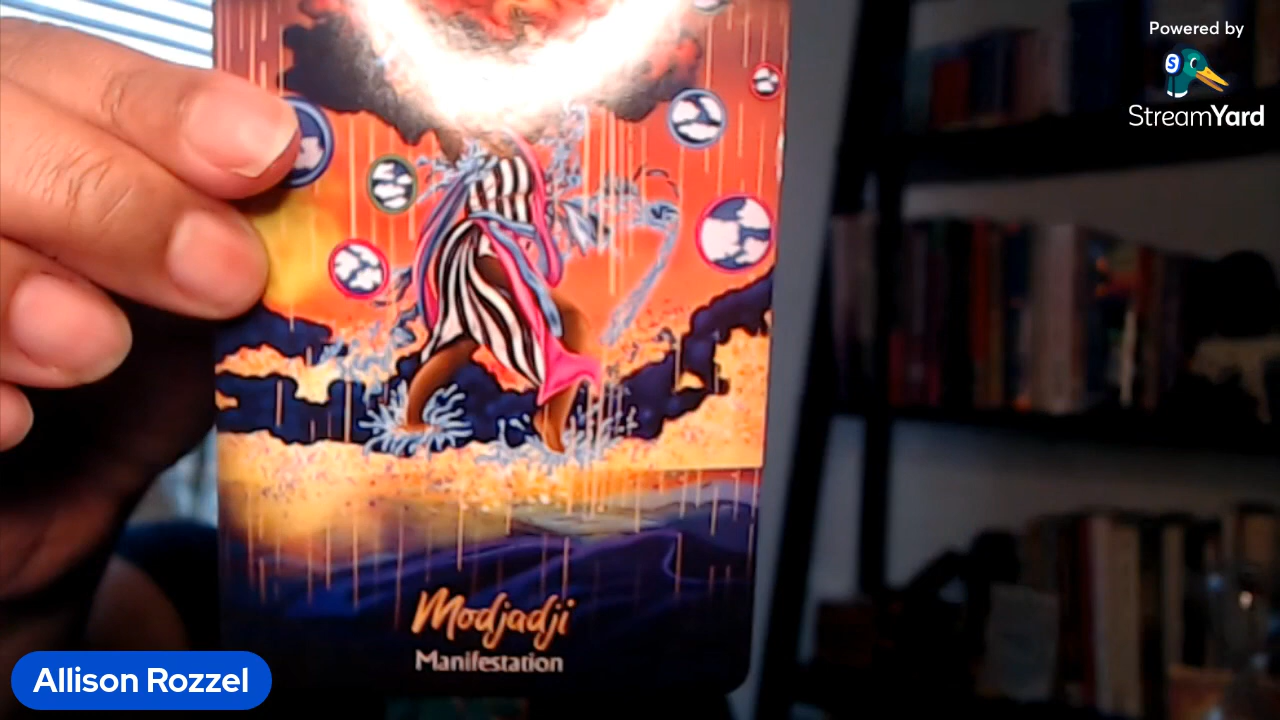 Powered by
StreamYard
Modjadji
Manifestation
Allison Rozzel